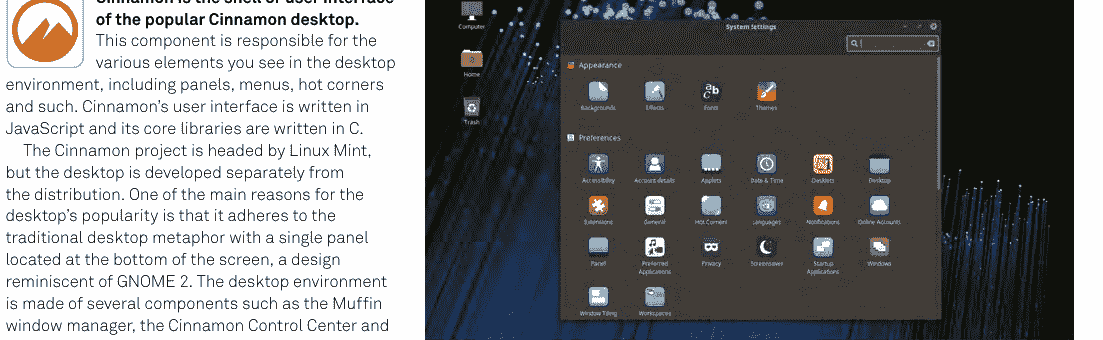 Cinnamon is the shell or user interface
of the popular Cinnamon desktop.
This component is responsible for the
various elements you see in the desktop
environment, including panels, menus, hot corners
and such. Cinnamon's user interface is written in
JavaScript and its core libraries are written in C.
The Cinnamon project is headed by Linux Mint,
but the desktop is developed separately from
the distribution. One of the main reasons for the
desktop's popularity is that it adheres to the
traditional desktop metaphor with a single panel
located at the bottom of the screen, a design
reminiscent of GNOME 2. The desktop environment
is made of several components such as the Muffin
window manager, the Cinnamon Control Center and
Computer
Home
Trash
System Settings
Appearance
Backgrounds Effects Fonts Themes
Preferences
Accessibility Account details Applets Date & Time Desklets Desktop
Extensions General Hot Corners Languages Notifications Online Accounts
Panel Preferred Applications Privacy Screensaver Startup Applications Windows
Window Tiling Workspaces